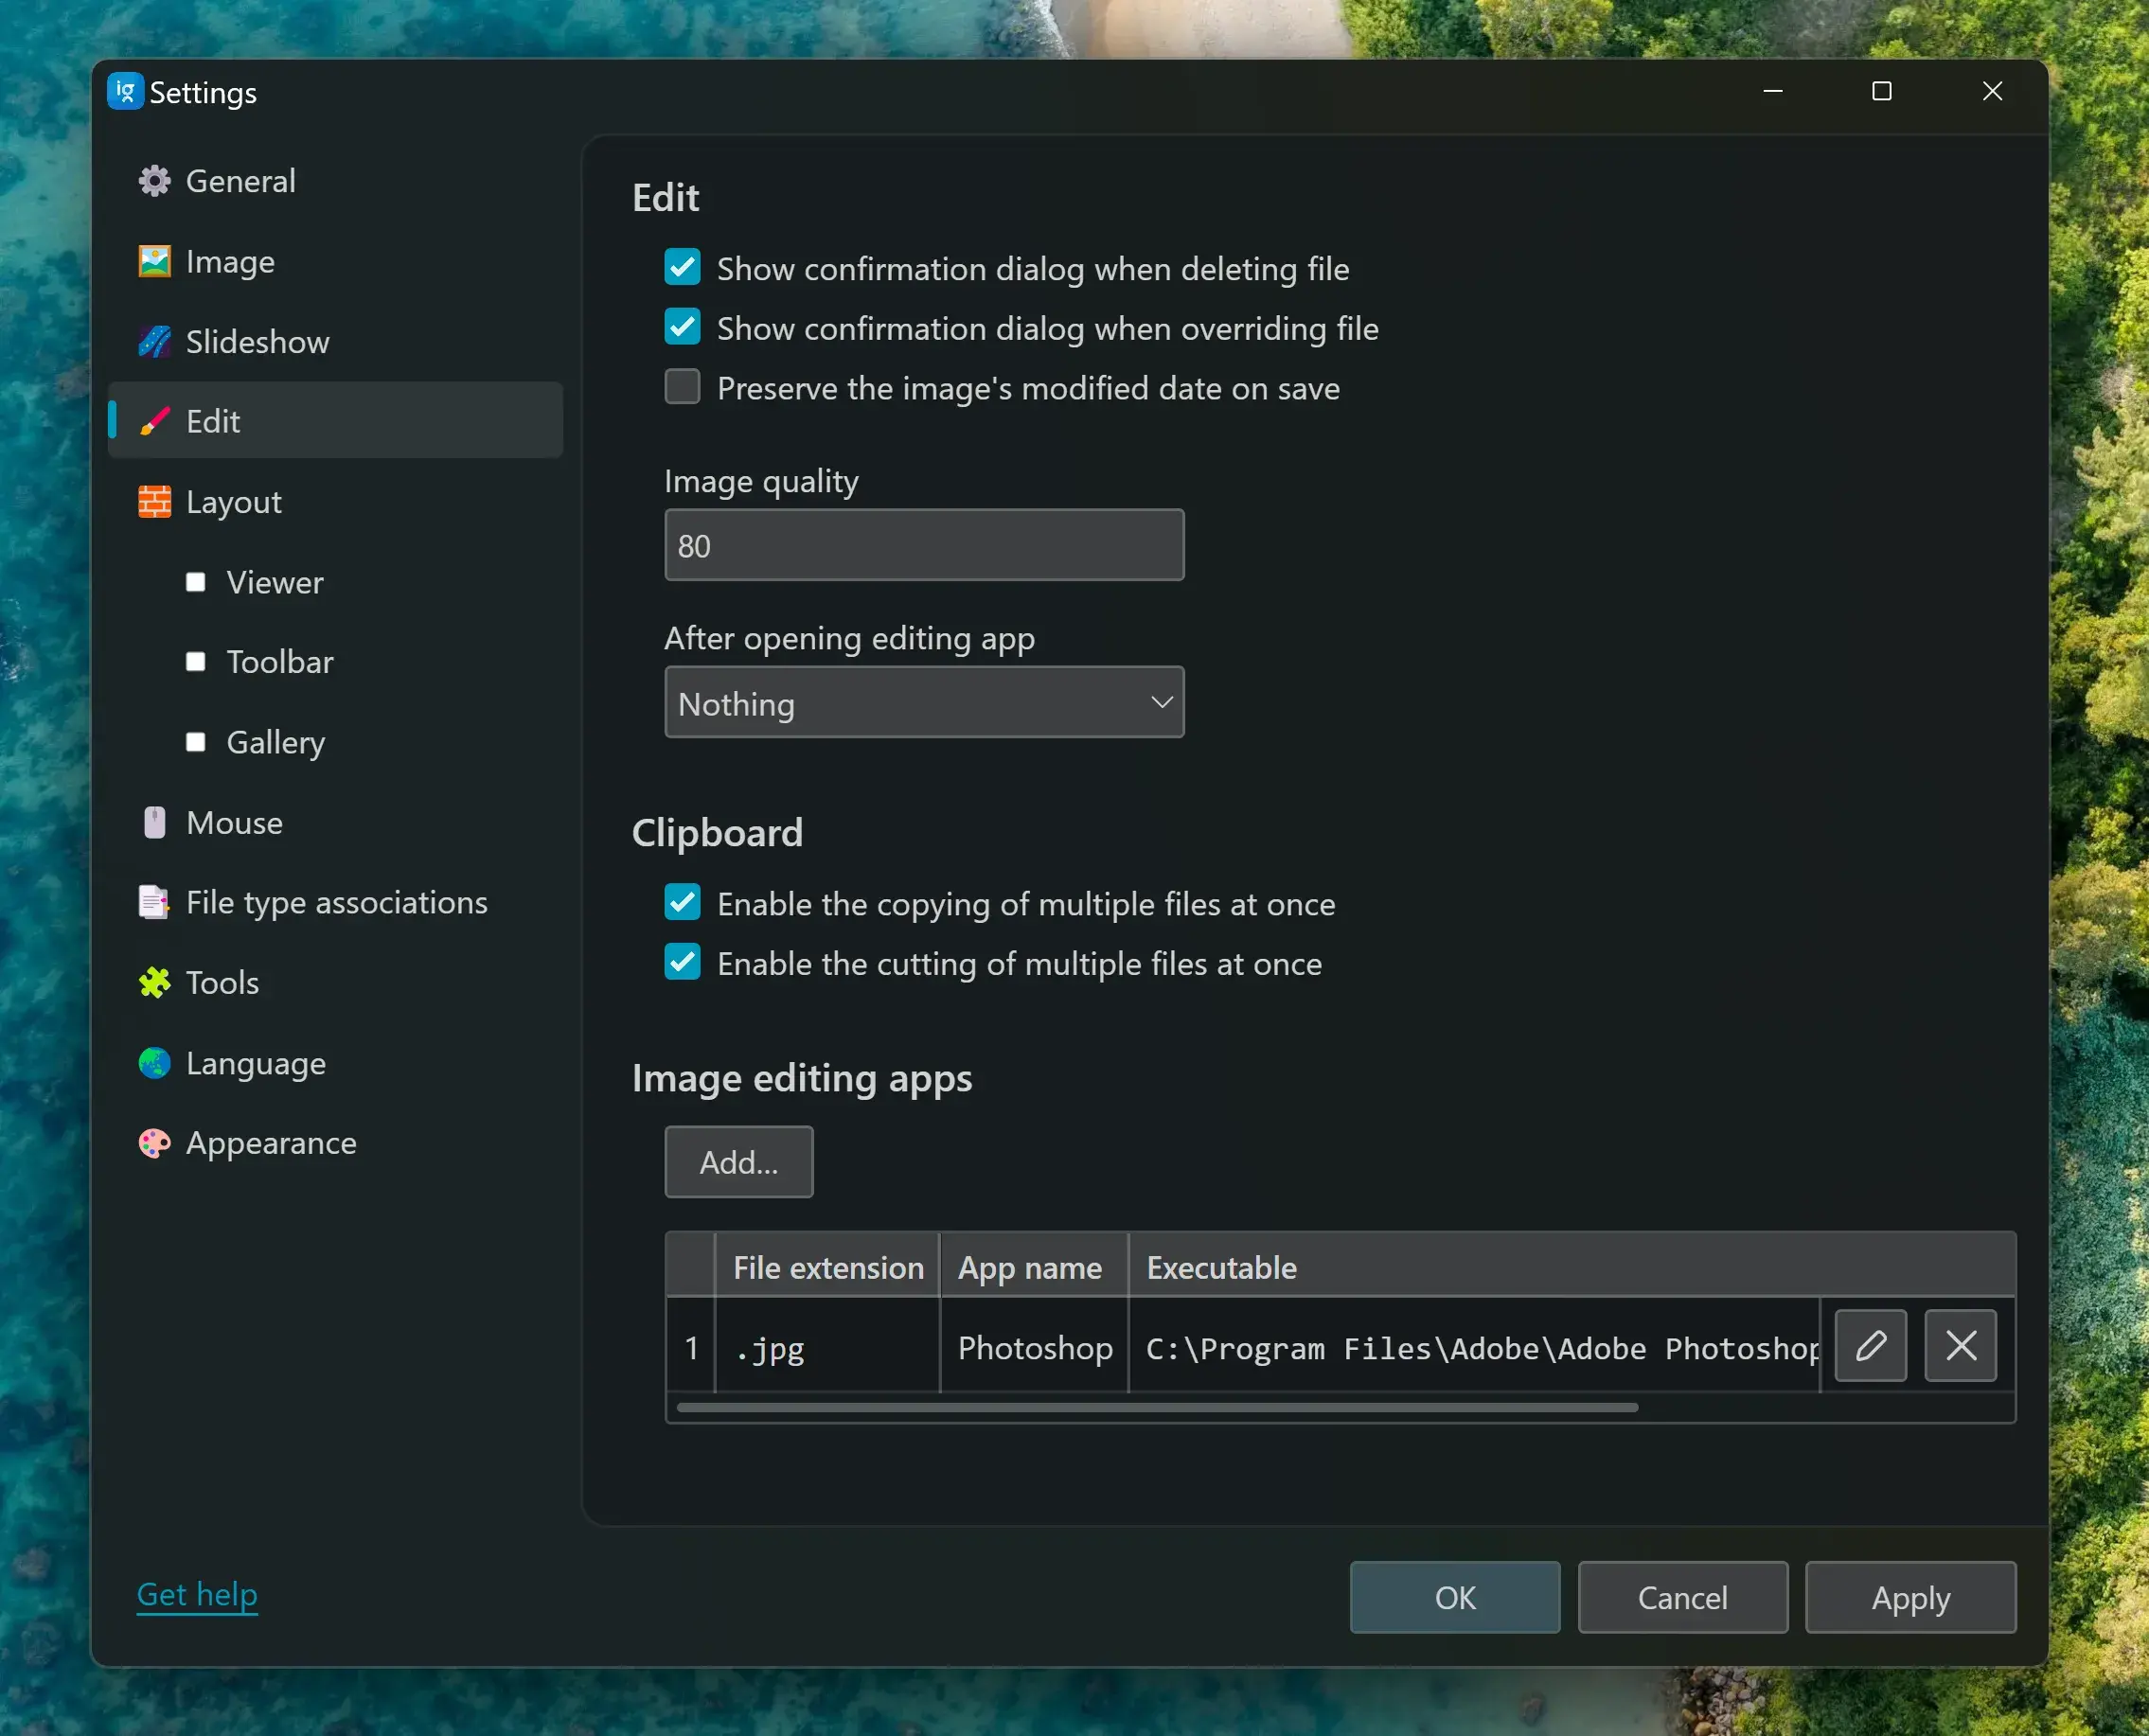 ig Settings
General
Image
Slideshow
Edit
Layout
Viewer
Toolbar
Gallery
Mouse
File type associations
Tools
Language
Appearance
Get help
Edit
Show confirmation dialog when deleting file
Show confirmation dialog when overriding file
Preserve the image's modified date on save
Image quality
80
After opening editing app
Nothing
Clipboard
Enable the copying of multiple files at once
Enable the cutting of multiple files at once
Image editing apps
Add...
File extension App name Executable
1 .jpg Photoshop C:\Program Files\Adobe\Adobe Photoshop
OK Cancel Apply